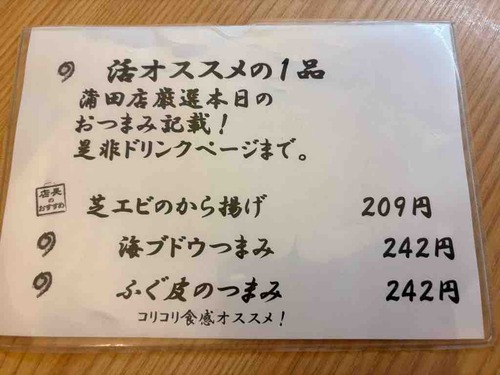 活オススメの1品
蒲田店厳選本日の
おつまみ記載！
是非ドリンクページまで。
店長
の
おすすめ
芝エビのから揚げ 209円
海ブドウつまみ 242円
ふぐ皮のつまみ 242円
コリコリ食感オススメ！